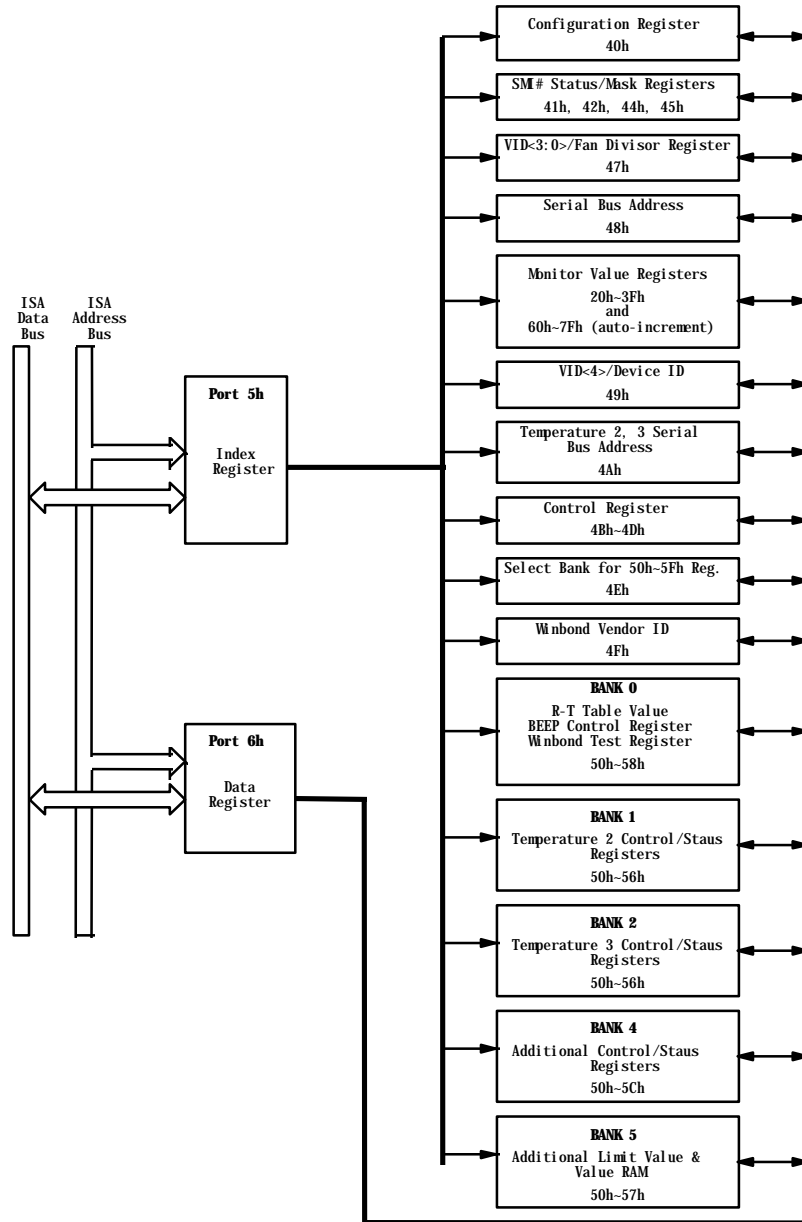 Configuration Register
40h
SMI# Status/Mask Registers
41h, 42h, 44h, 45h
VID<3:0>/Fan Divisor Register
47h
Serial Bus Address
48h
Monitor Value Registers
20h~3Fh
and
60h~7Fh (auto-increment)
ISA
Data
Bus
ISA
Address
Bus
VID<4>/Device ID
49h
Port 5h
Index
Register
Temperature 2, 3 Serial
Bus Address
4Ah
Control Register
4Bh~4Dh
Select Bank for 50h~5Fh Reg.
4Eh
Winbond Vendor ID
4Fh
BANK 0
R-T Table Value
BEEP Control Register
Winbond Test Register
50h~58h
Port 6h
Data
Register
BANK 1
Temperature 2 Control/Staus
Registers
50h~56h
BANK 2
Temperature 3 Control/Staus
Registers
50h~56h
BANK 4
Additional Control/Staus
Registers
50h~5Ch
BANK 5
Additional Limit Value &
Value RAM
50h~57h